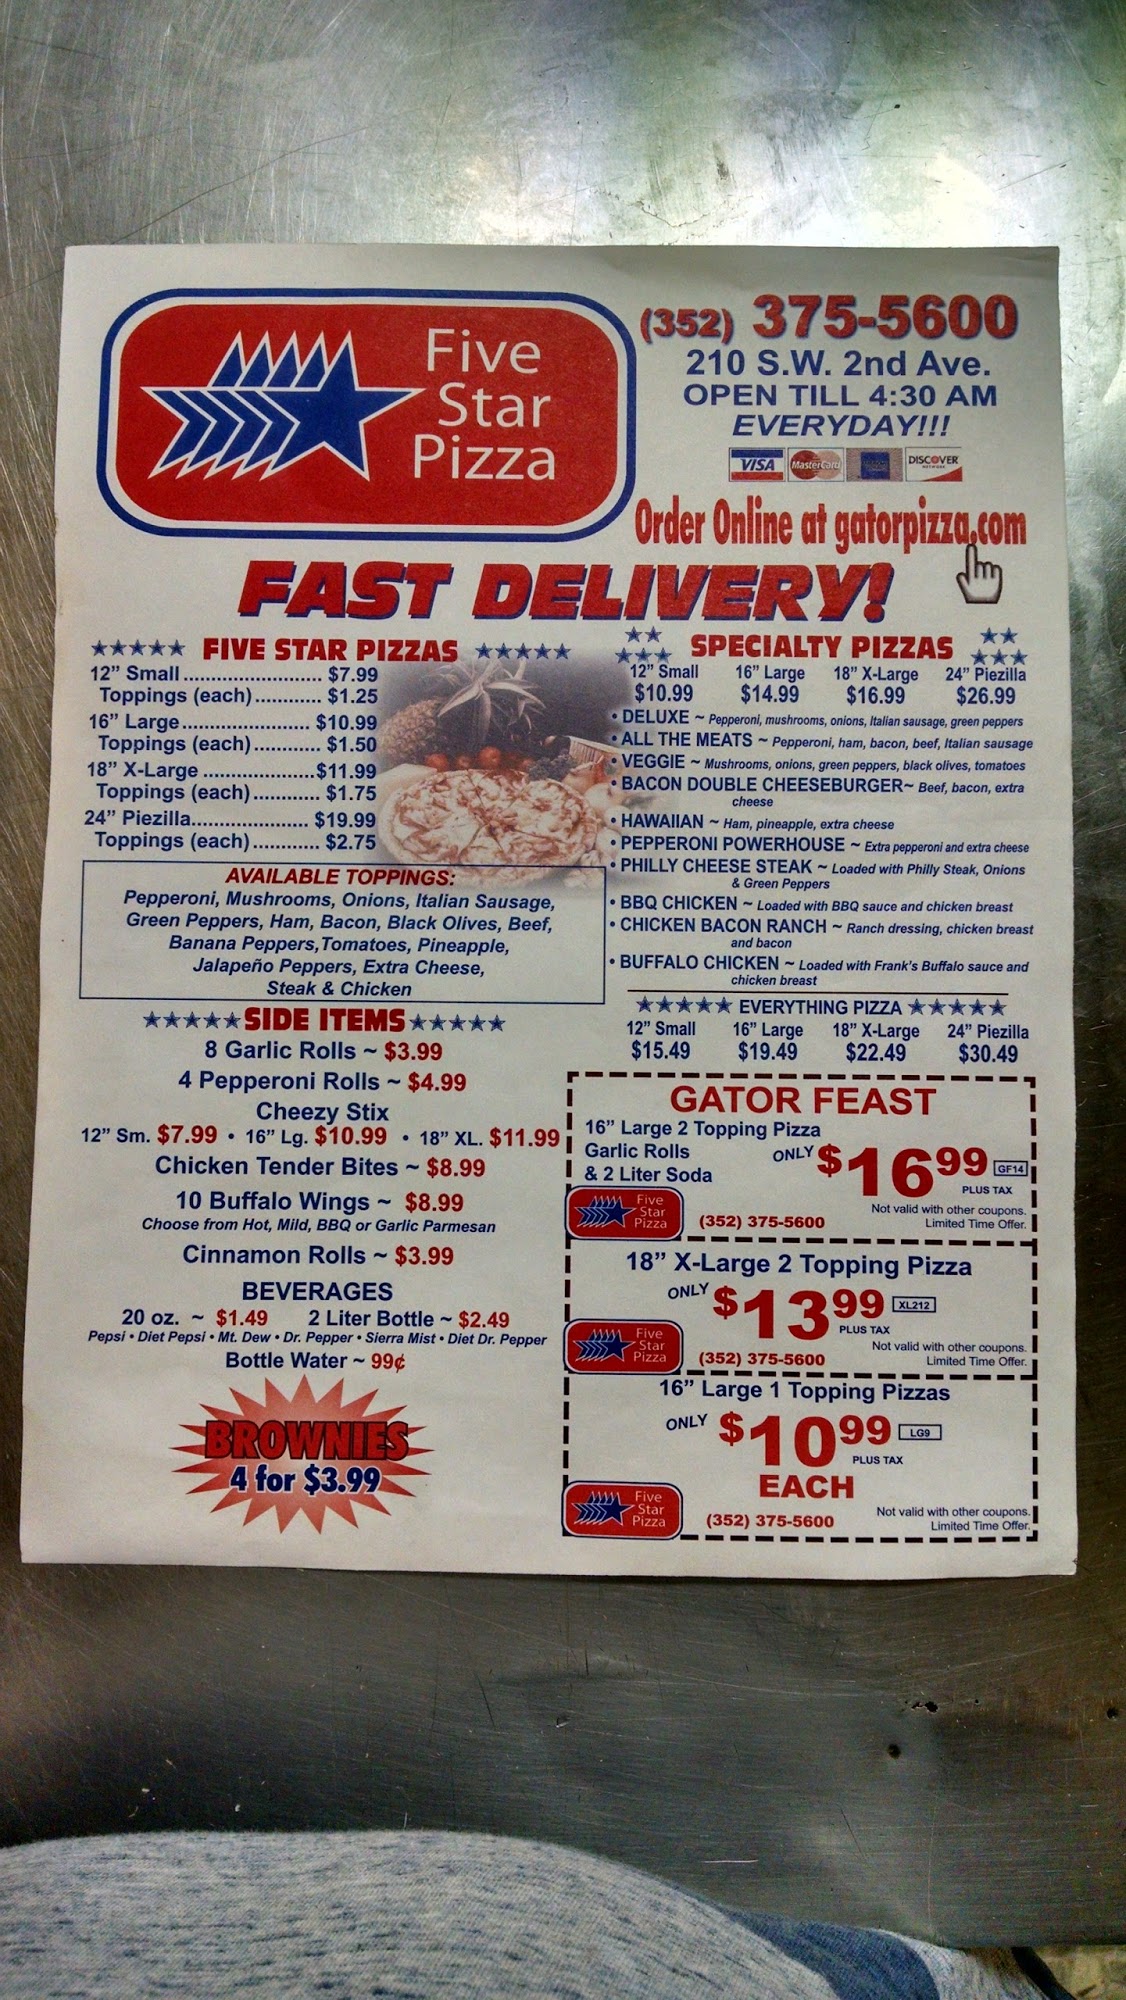 Five
Star
Pizza
(352) 375-5600
210 S.W. 2nd Ave.
OPEN TILL 4:30 AM
EVERYDAY!!!
VISA MasterCard DISCOVER
NETWORK
Order Online at gatorpizza.com
FAST DELIVERY!
FIVE STAR PIZZAS
12” Small ............................ $7.99
Toppings (each)............. $1.25
16” Large.......................... $10.99
Toppings (each)............. $1.50
18” X-Large ......................$11.99
Toppings (each)............. $1.75
24” Piezilla....................... $19.99
Toppings (each)............. $2.75
AVAILABLE TOPPINGS:
Pepperoni, Mushrooms, Onions, Italian Sausage,
Green Peppers, Ham, Bacon, Black Olives, Beef,
Banana Peppers, Tomatoes, Pineapple,
Jalapeño Peppers, Extra Cheese,
Steak & Chicken
SIDE ITEMS
8 Garlic Rolls ~ $3.99
4 Pepperoni Rolls ~ $4.99
Cheezy Stix
12” Sm. $7.99 • 16” Lg. $10.99 • 18” XL. $11.99
Chicken Tender Bites ~ $8.99
10 Buffalo Wings ~ $8.99
Choose from Hot, Mild, BBQ or Garlic Parmesan
Cinnamon Rolls ~ $3.99
BEVERAGES
20 oz. ~ $1.49 2 Liter Bottle ~ $2.49
Pepsi • Diet Pepsi • Mt. Dew • Dr. Pepper • Sierra Mist • Diet Dr. Pepper
Bottle Water ~ 99¢
BROWNIES
4 for $3.99
SPECIALTY PIZZAS
12” Small 16” Large 18” X-Large 24” Piezilla
$10.99 $14.99 $16.99 $26.99
• DELUXE ~ Pepperoni, mushrooms, onions, Italian sausage, green peppers
• ALL THE MEATS ~ Pepperoni, ham, bacon, beef, Italian sausage
• VEGGIE ~ Mushrooms, onions, green peppers, black olives, tomatoes
• BACON DOUBLE CHEESEBURGER~ Beef, bacon, extra
cheese
• HAWAIIAN ~ Ham, pineapple, extra cheese
• PEPPERONI POWERHOUSE ~ Extra pepperoni and extra cheese
• PHILLY CHEESE STEAK ~ Loaded with Philly Steak, Onions
& Green Peppers
• BBQ CHICKEN ~ Loaded with BBQ sauce and chicken breast
• CHICKEN BACON RANCH ~ Ranch dressing, chicken breast
and bacon
• BUFFALO CHICKEN ~ Loaded with Frank's Buffalo sauce and
chicken breast
EVERYTHING PIZZA
12” Small 16” Large 18” X-Large 24” Piezilla
$15.49 $19.49 $22.49 $30.49
GATOR FEAST
16” Large 2 Topping Pizza
Garlic Rolls
& 2 Liter Soda
ONLY $16.99 GF14
PLUS TAX
Five
Star
Pizza
(352) 375-5600
Not valid with other coupons.
Limited Time Offer.
18” X-Large 2 Topping Pizza
ONLY $13.99 XL212
PLUS TAX
Five
Star
Pizza
(352) 375-5600
Not valid with other coupons.
Limited Time Offer.
16” Large 1 Topping Pizzas
ONLY $10.99 LG9
PLUS TAX
EACH
Five
Star
Pizza
(352) 375-5600
Not valid with other coupons.
Limited Time Offer.